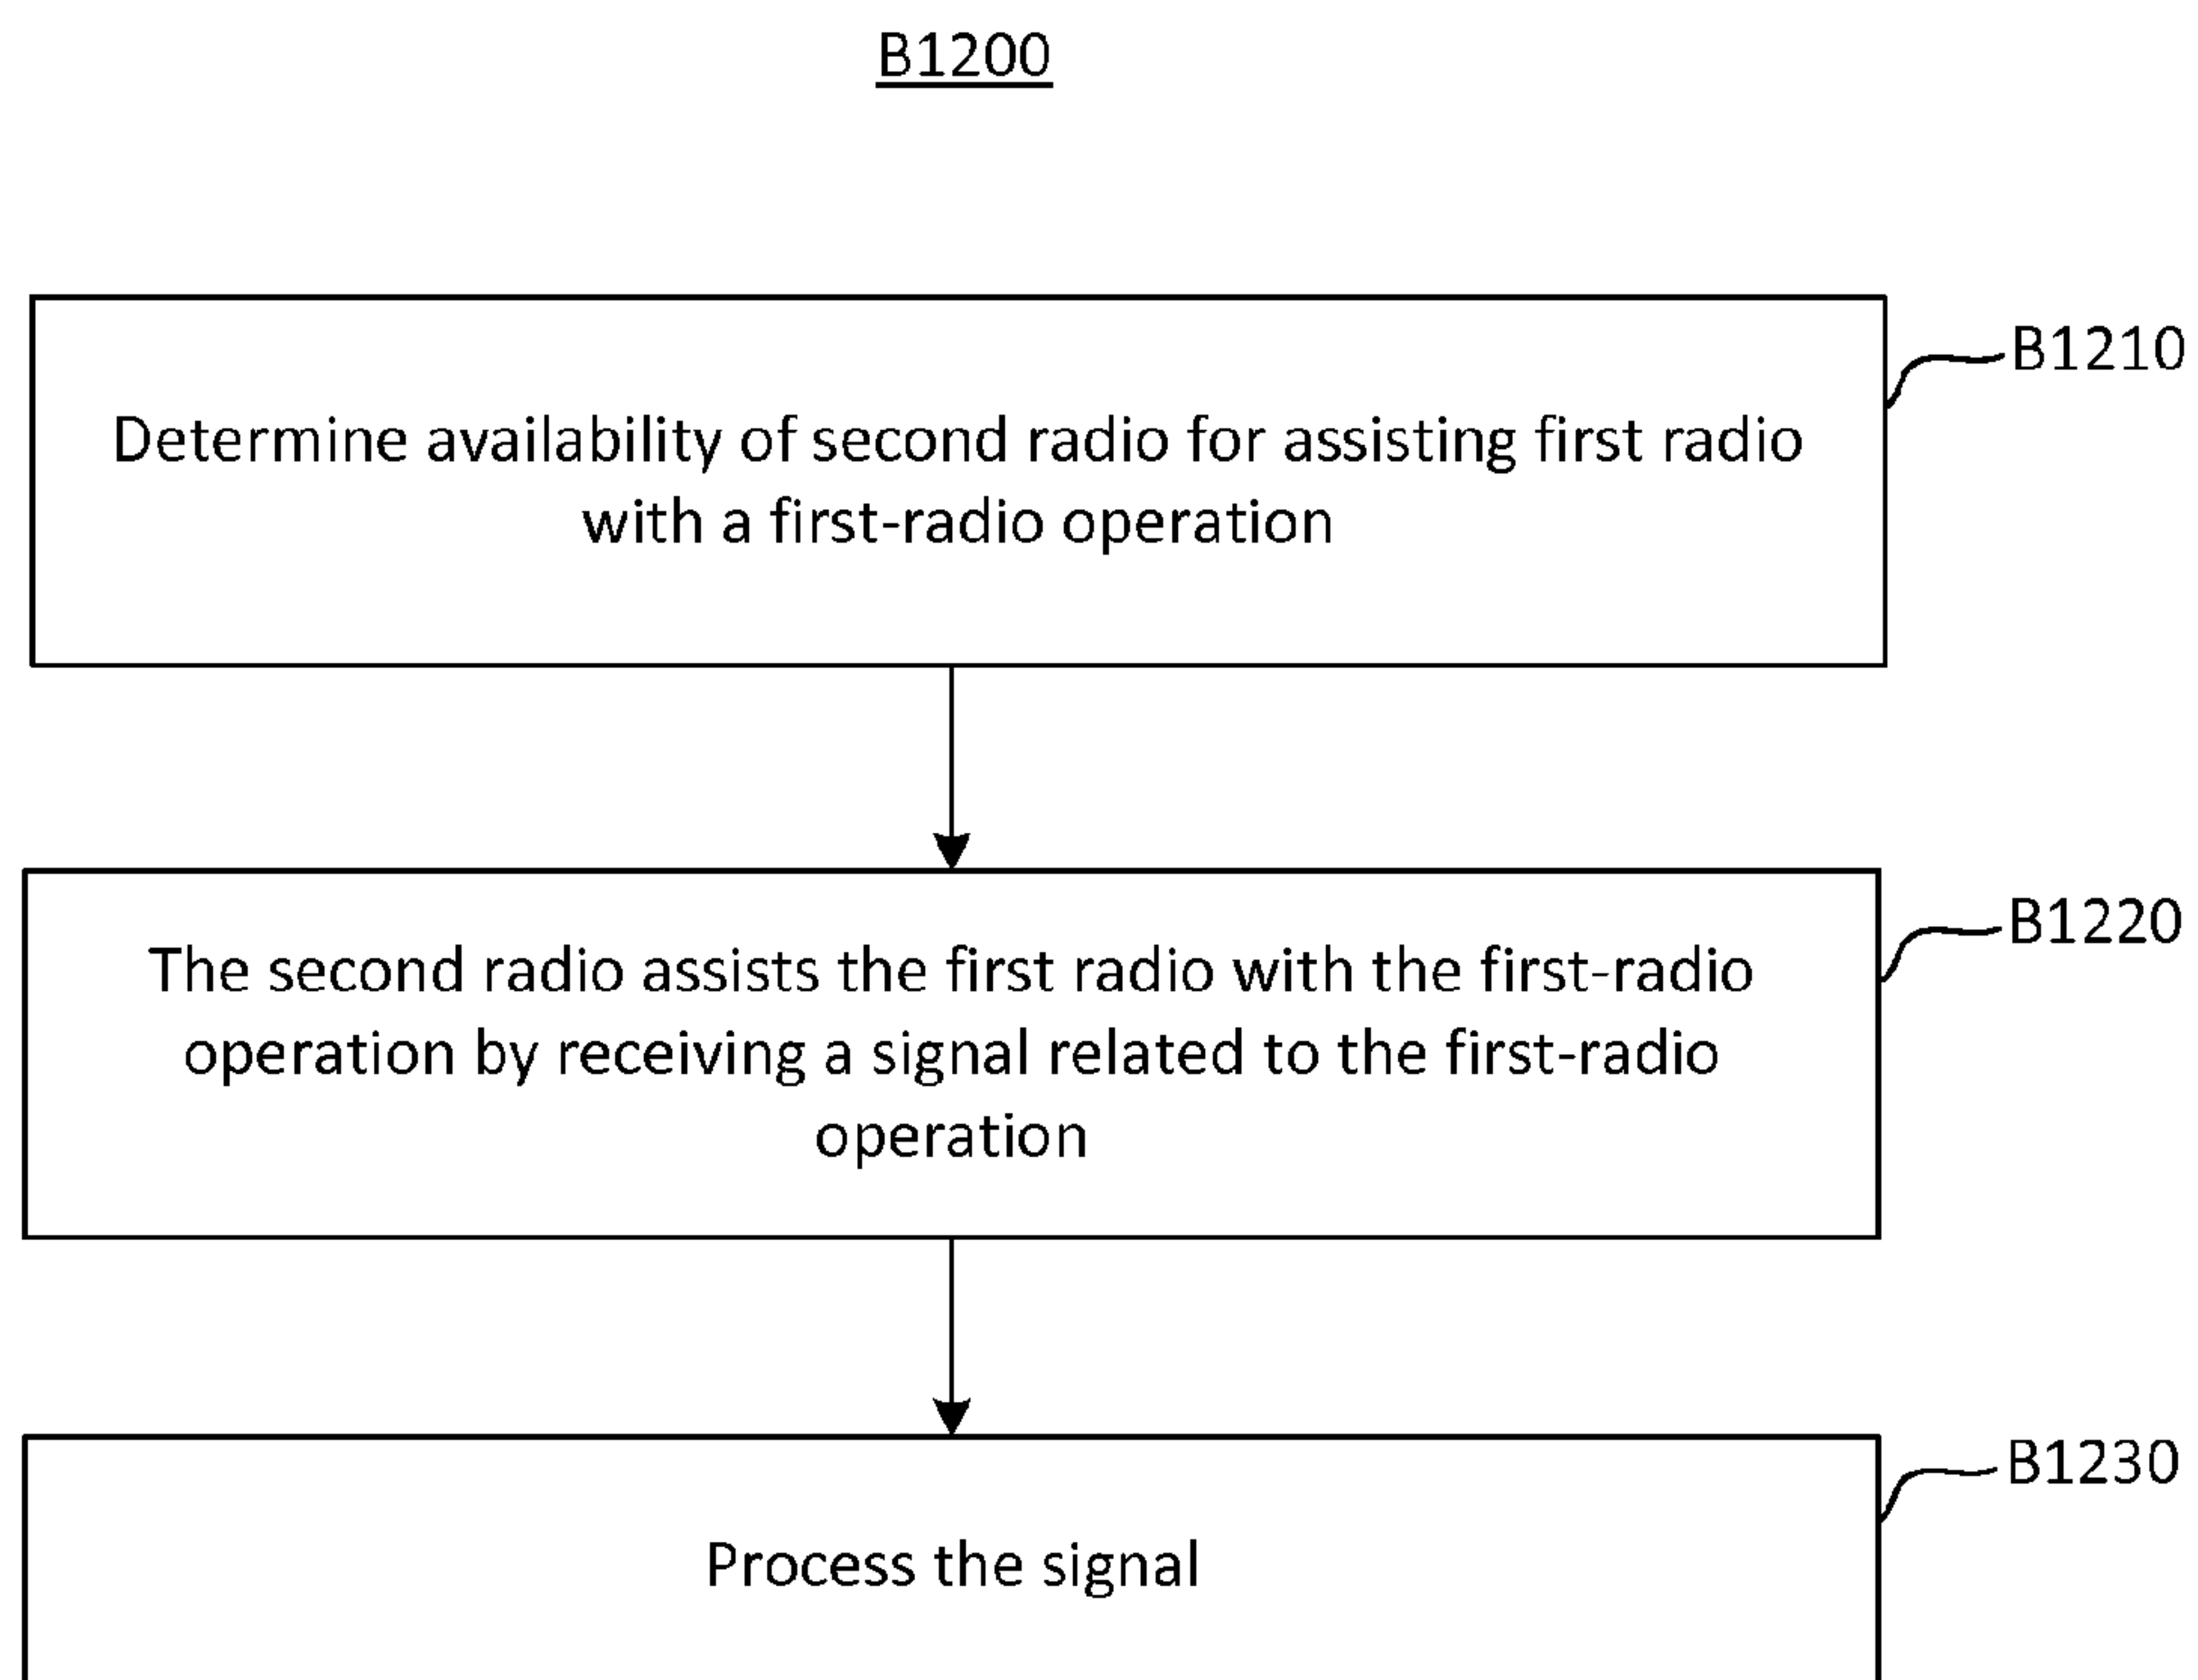 B1200
B1210
Determine availability of second radio for assisting first radio
with a first-radio operation
B1220
The second radio assists the first radio with the first-radio
operation by receiving a signal related to the first-radio
operation
B1230
Process the signal